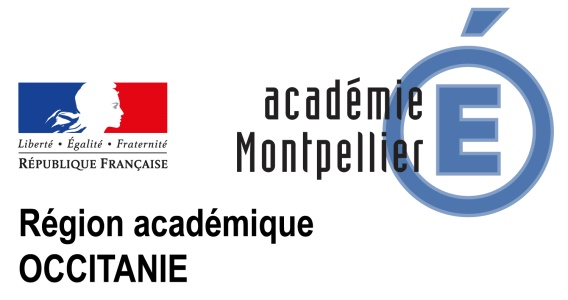 académie
Montpellier
É
Liberté • Égalité • Fraternité
RÉPUBLIQUE FRANÇAISE
Région académique
OCCITANIE